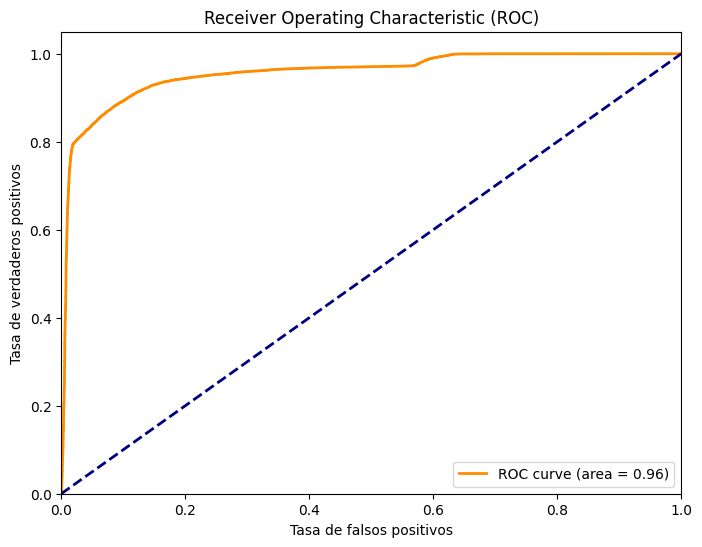 Receiver Operating Characteristic (ROC)
Tasa de verdaderos positivos
1.0
0.8
0.6
0.4
0.2
0.0
0.0 0.2 0.4 0.6 0.8 1.0
Tasa de falsos positivos
ROC curve (area = 0.96)